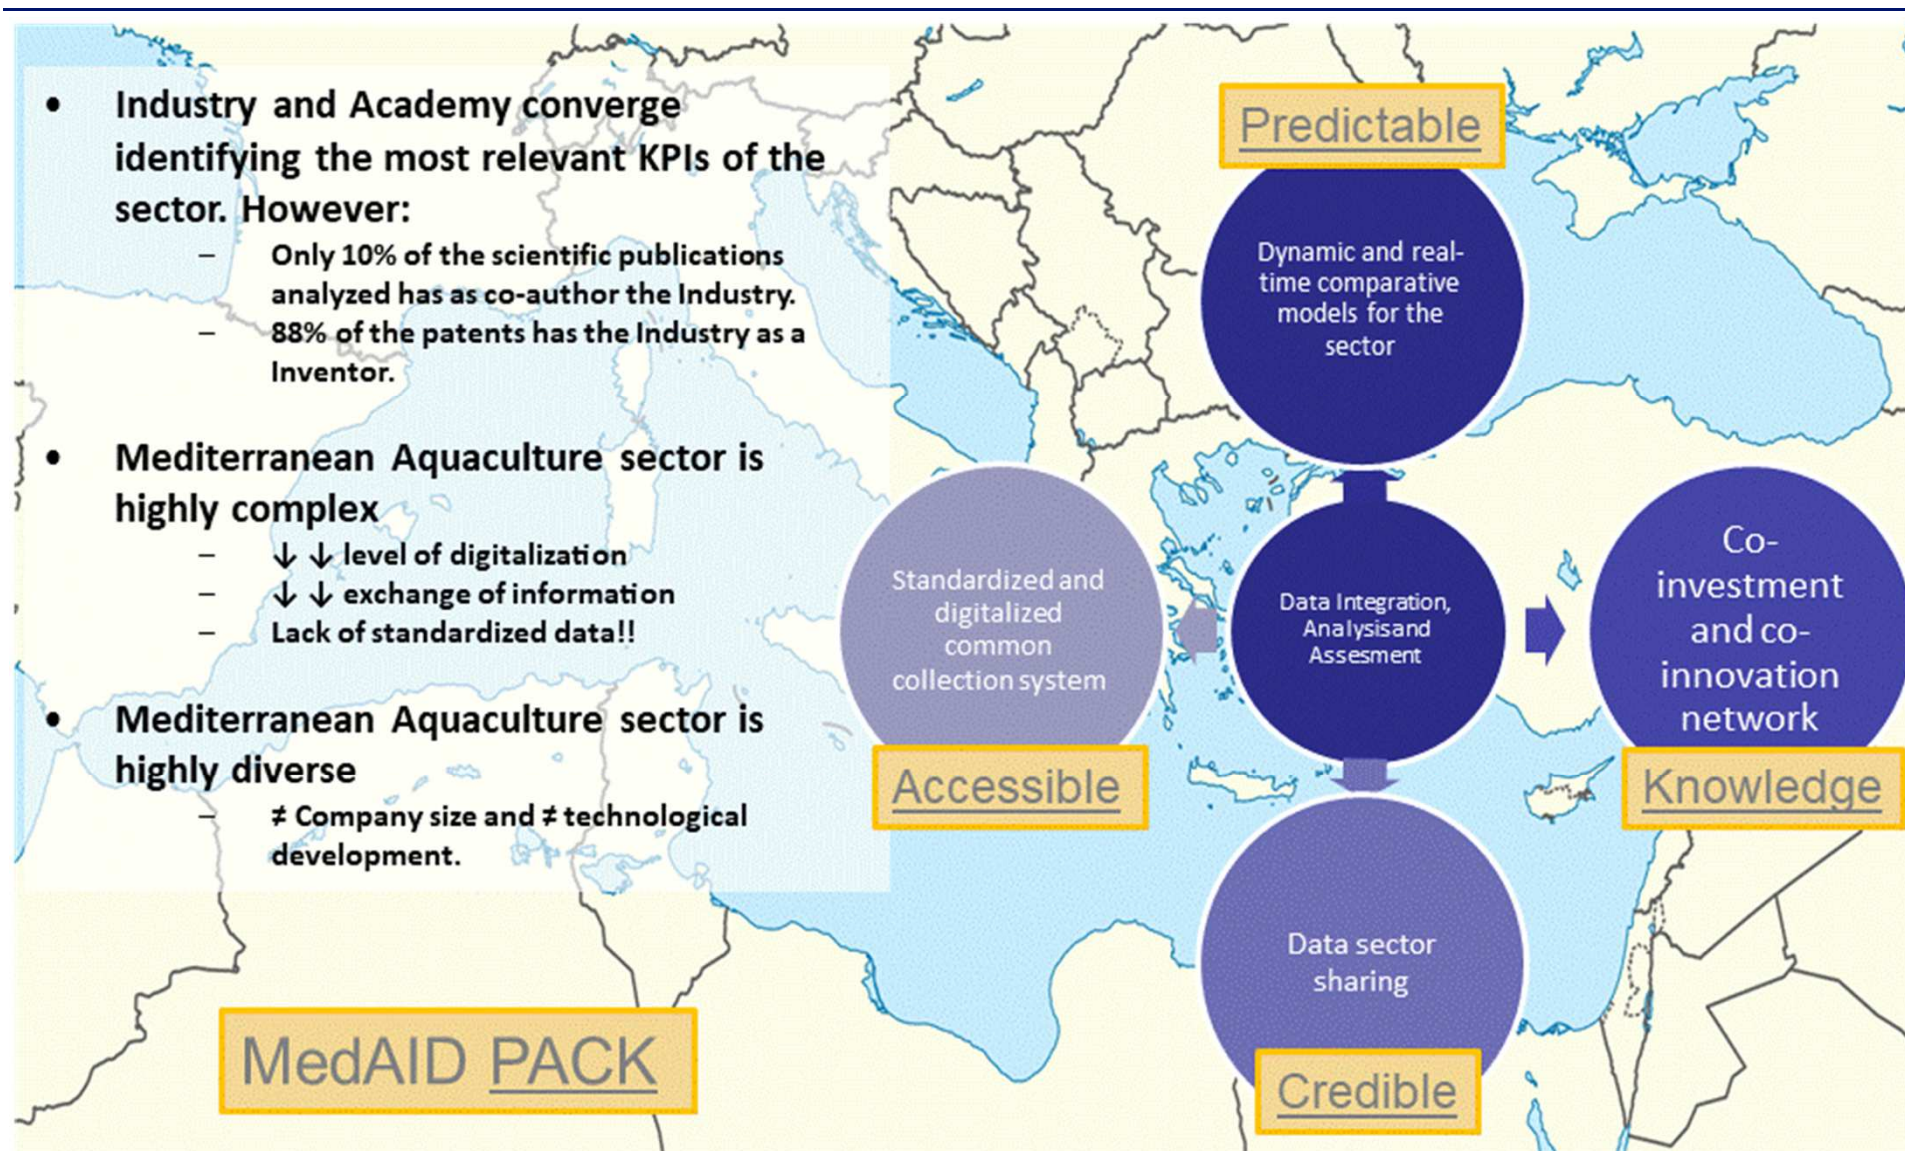 • Industry and Academy converge
identifying the most relevant KPIs of the
sector. However:
– Only 10% of the scientific publications
analyzed has as co-author the Industry.
– 88% of the patents has the Industry as a
Inventor.
• Mediterranean Aquaculture sector is
highly complex
– ↓ ↓ level of digitalization
– ↓ ↓ exchange of information
– Lack of standardized data!!
• Mediterranean Aquaculture sector is
highly diverse
– ≠ Company size and ≠ technological
development.
MedAID PACK
Predictable
Dynamic and real-
time comparative
models for the
sector
Standardized and
digitalized
common
collection system
Accessible
Data Integration,
Analysisand
Assesment
Co-
investment
and co-
innovation
network
Knowledge
Data sector
sharing
Credible